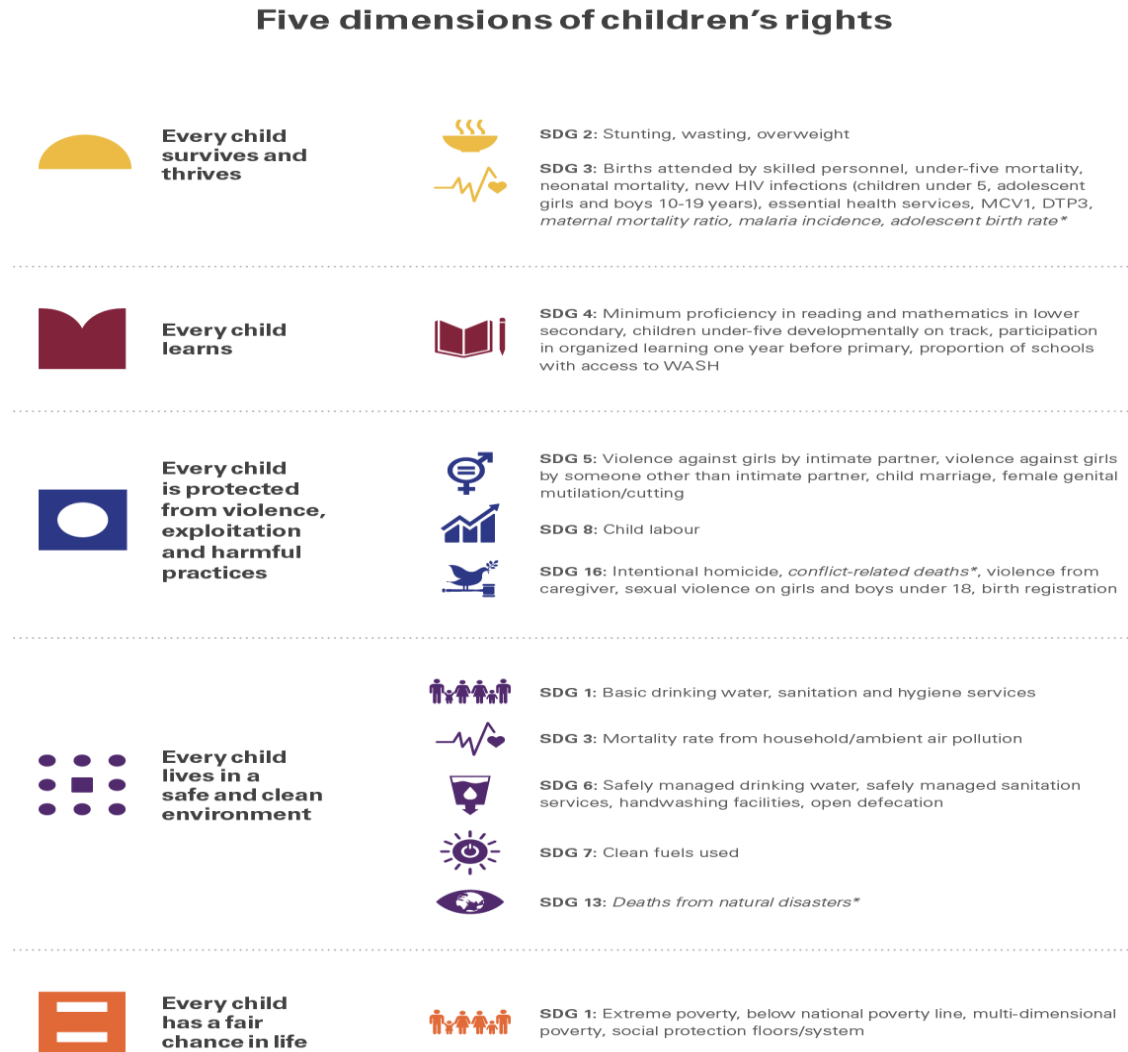 Five dimensions of children's rights
Every child
survives and
thrives
SDG 2: Stunting, wasting, overweight
SDG 3: Births attended by skilled personnel, under-five mortality,
neonatal mortality, new HIV infections (children under 5, adolescent
girls and boys 10-19 years), essential health services, MCV1, DTP3,
maternal mortality ratio, malaria incidence, adolescent birth rate*
Every child
learns
SDG 4: Minimum proficiency in reading and mathematics in lower
secondary, children under-five developmentally on track, participation
in organized learning one year before primary, proportion of schools
with access to WASH
Every child
is protected
from violence,
exploitation
and harmful
practices
SDG 5: Violence against girls by intimate partner, violence against girls
by someone other than intimate partner, child marriage, female genital
mutilation/cutting
SDG 8: Child labour
SDG 16: Intentional homicide, conflict-related deaths*, violence from
caregiver, sexual violence on girls and boys under 18, birth registration
Every child
lives in a
safe and clean
environment
SDG 1: Basic drinking water, sanitation and hygiene services
SDG 3: Mortality rate from household/ambient air pollution
SDG 6: Safely managed drinking water, safely managed sanitation
services, handwashing facilities, open defecation
SDG 7: Clean fuels used
SDG 13: Deaths from natural disasters*
Every child
has a fair
chance in life
SDG 1: Extreme poverty, below national poverty line, multi-dimensional
poverty, social protection floors/system